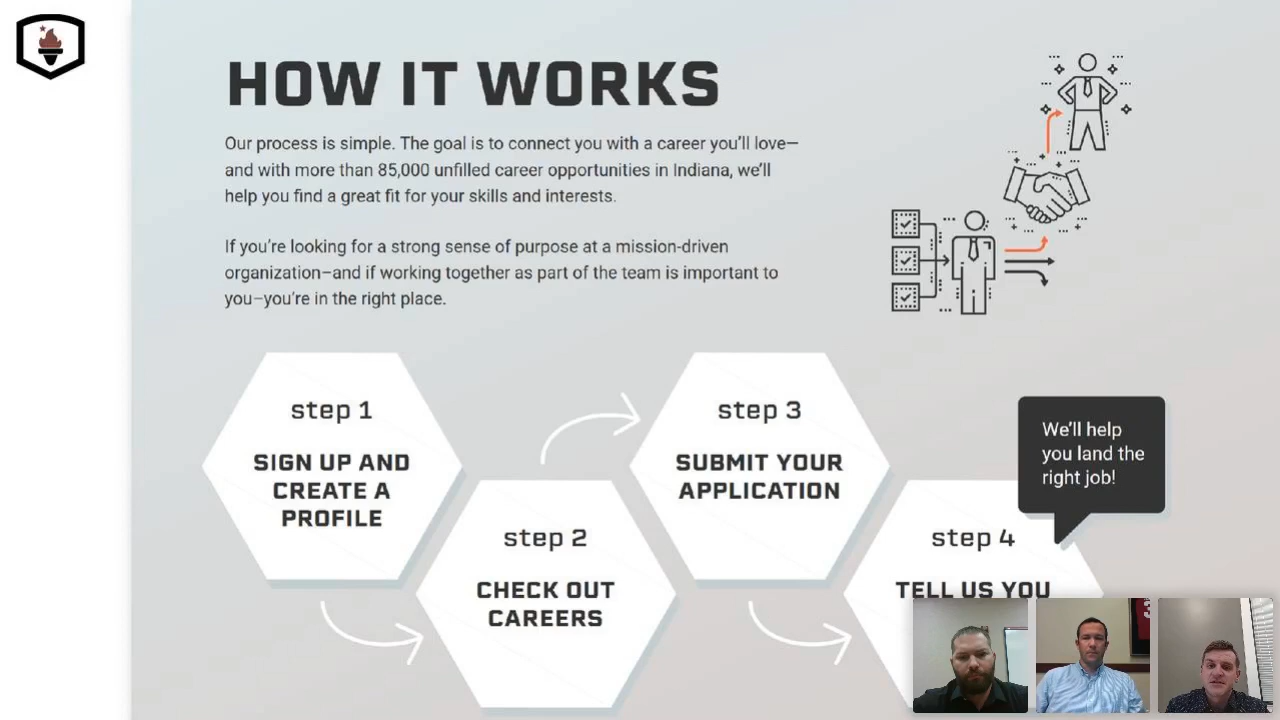 HOW IT WORKS
Our process is simple. The goal is to connect you with a career you'll love—
and with more than 85,000 unfilled career opportunities in Indiana, we'll
help you find a great fit for your skills and interests.
If you're looking for a strong sense of purpose at a mission-driven
organization–and if working together as part of the team is important to
you–you're in the right place.
step 1
SIGN UP AND
CREATE A
PROFILE
step 2
CHECK OUT
CAREERS
step 3
SUBMIT YOUR
APPLICATION
We'll help
you land the
right job!
step 4
TELL US YOU